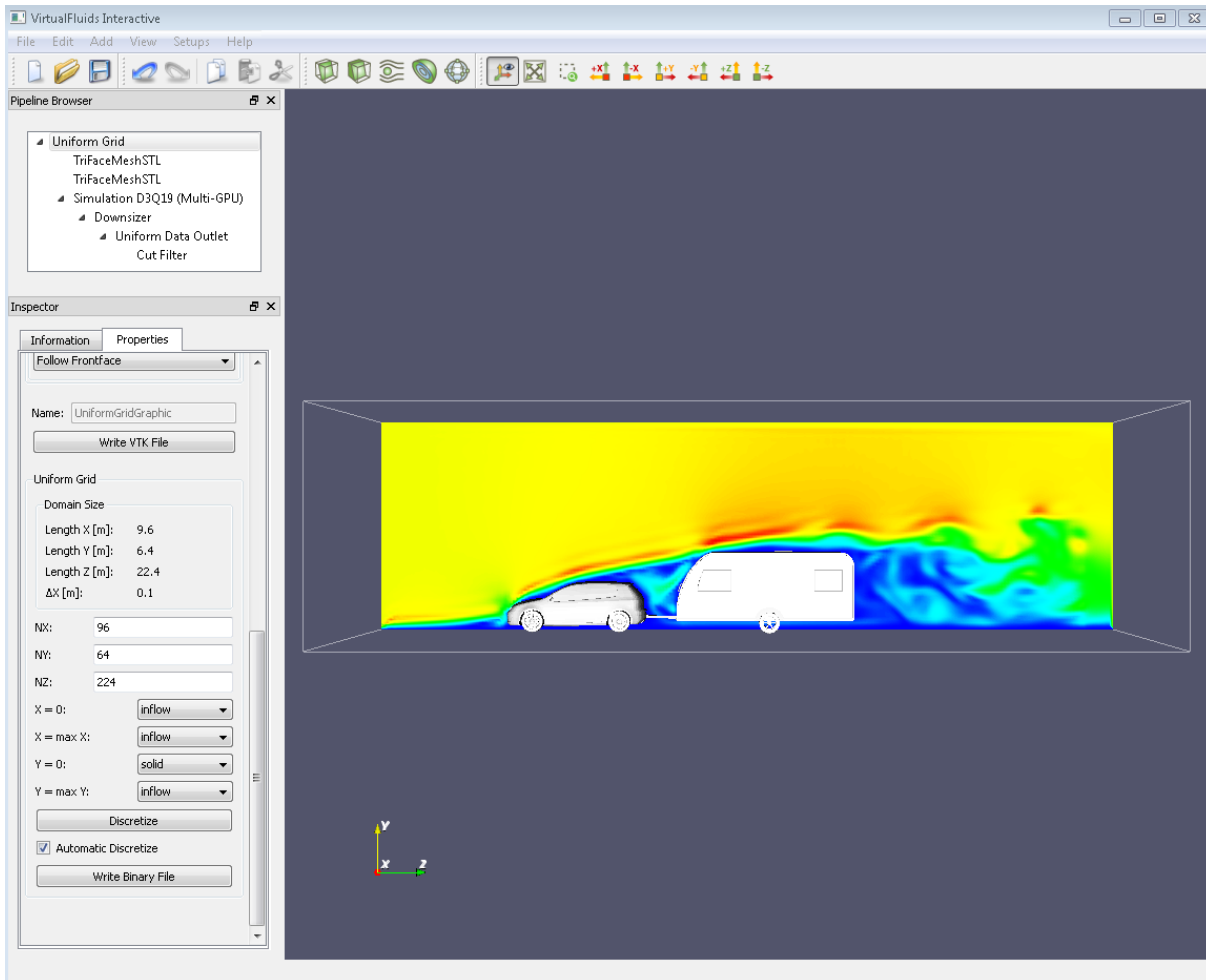 VirtualFluids Interactive
File Edit Add View Setups Help
+X -X +Y -Y +Z -Z
Pipeline Browser
Uniform Grid
TriFaceMeshSTL
TriFaceMeshSTL
Simulation D3Q19 (Multi-GPU)
Downsizer
Uniform Data Outlet
Cut Filter
Inspector
Information Properties
Follow Frontface
Name: UniformGridGraphic
Write VTK File
Uniform Grid
Domain Size
Length X [m]: 9.6
Length Y [m]: 6.4
Length Z [m]: 22.4
ΔX [m]: 0.1
NX: 96
NY: 64
NZ: 224
X = 0: inflow
X = max X: inflow
Y = 0: solid
Y = max Y: inflow
Discretize
Automatic Discretize
Write Binary File
Y
X Z